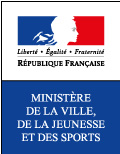 Liberté • Égalité • Fraternité
RÉPUBLIQUE FRANÇAISE
MINISTÈRE
DE LA VILLE,
DE LA JEUNESSE
ET DES SPORTS